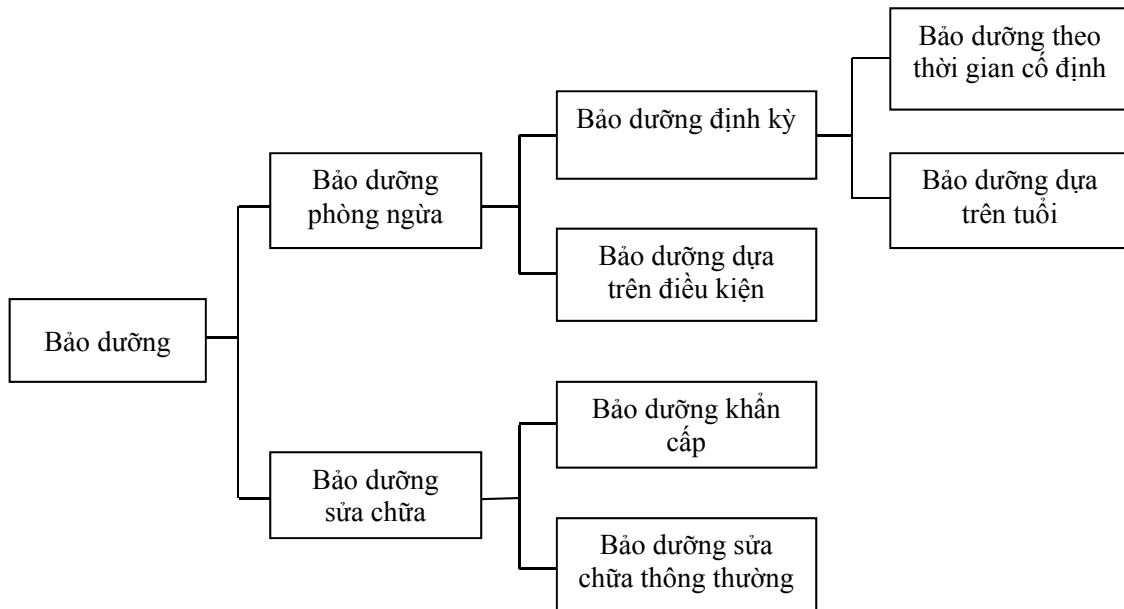 Bảo dưỡng
Bảo dưỡng
phòng ngừa
Bảo dưỡng định kỳ
Bảo dưỡng theo
thời gian cố định
Bảo dưỡng dựa
trên tuổi
Bảo dưỡng dựa
trên điều kiện
Bảo dưỡng
sửa chữa
Bảo dưỡng khẩn
cấp
Bảo dưỡng sửa
chữa thông thường